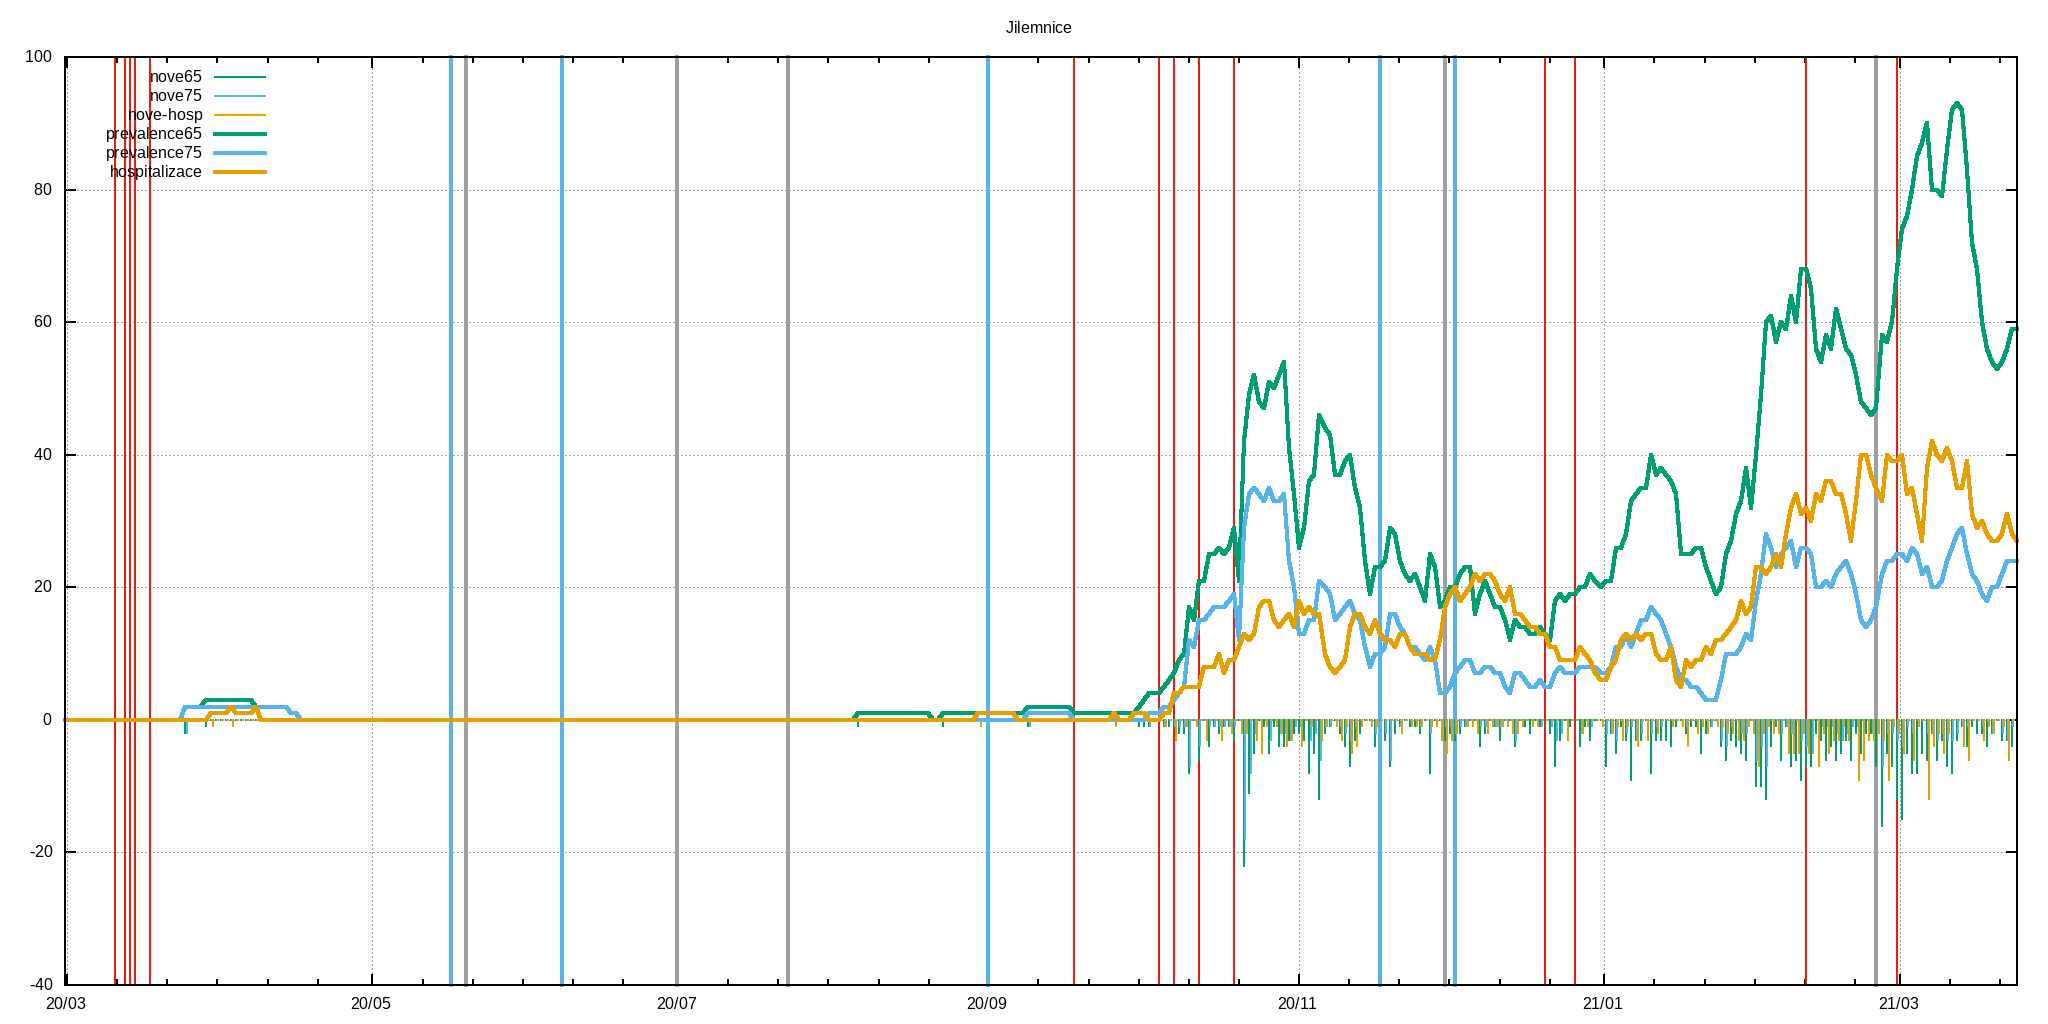 Jilemnice
100
80
60
40
20
0
-20
-40
nove65
nove75
nove-hosp
prevalence65
prevalence75
hospitalizace
20/03 20/05 20/07 20/09 20/11 21/01 21/03